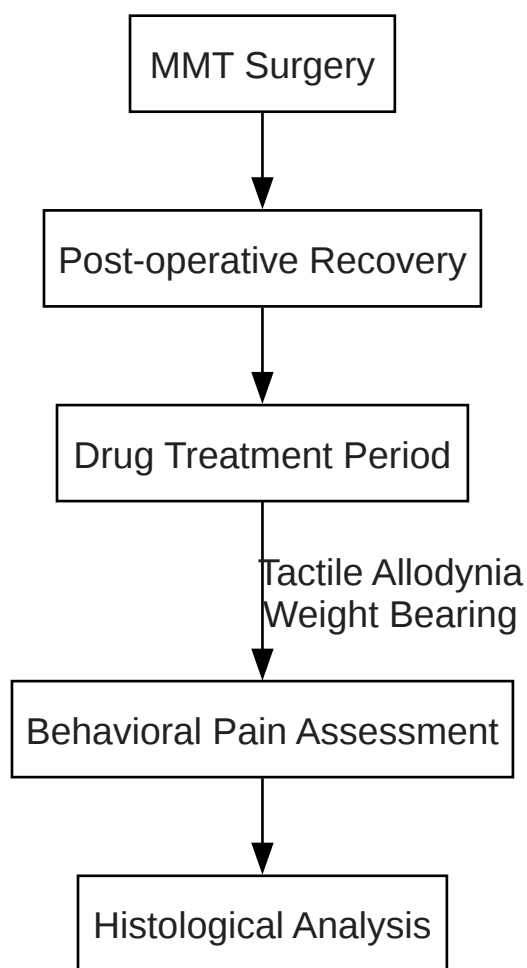 MMT Surgery
Post-operative Recovery
Drug Treatment Period
Tactile Allodynia
Weight Bearing
Behavioral Pain Assessment
Histological Analysis